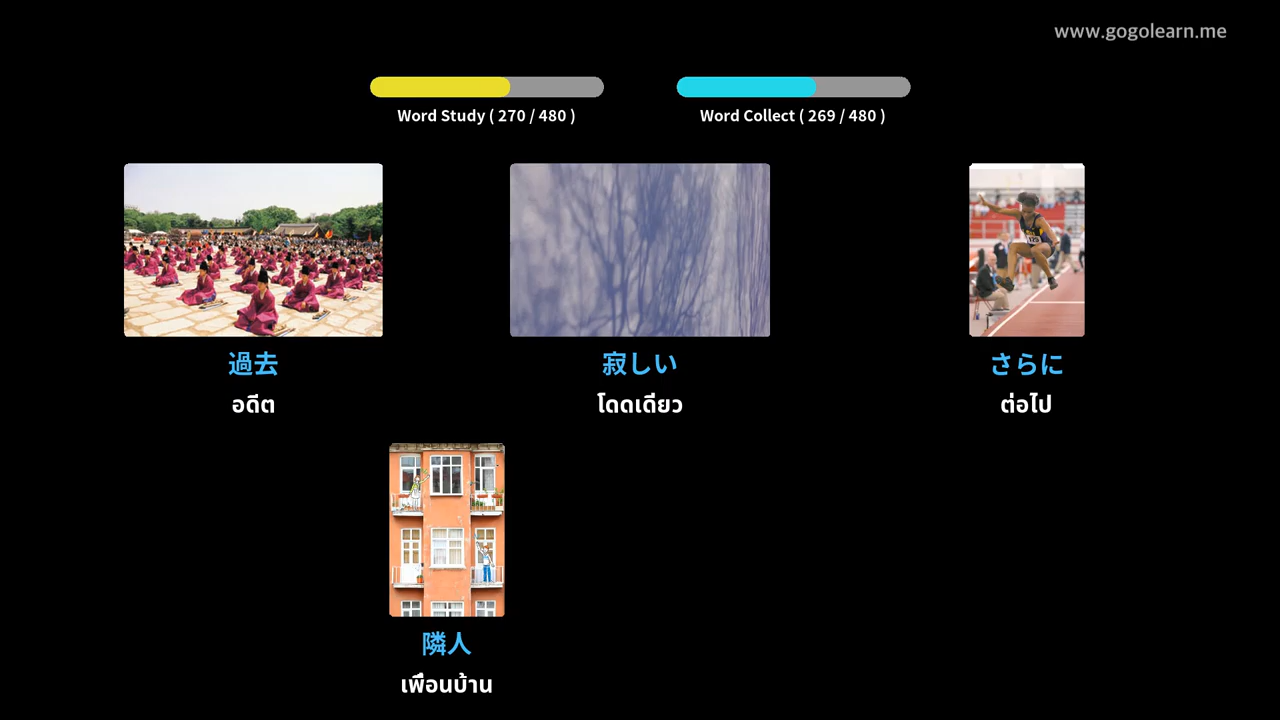 www.gogolearn.me
Word Study ( 270 / 480 )
Word Collect ( 269 / 480 )
過去
อดีต
寂しい
โดดเดี่ยว
さらに
ต่อไป
隣人
เพื่อนบ้าน